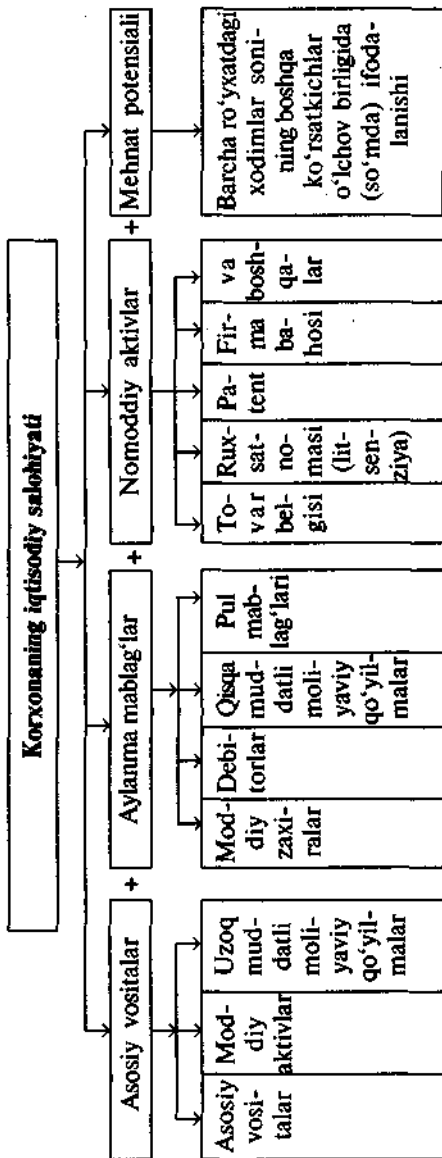 Korxonaning iqtisodiy salohiyati
Asosiy vositalar
+
Aylanma mablag‘lar
+
Nomoddiy aktivlar
+
Mehnat potensiali
Asosiy
vosi-
talar
Mod-
diy
aktivlar
Uzoq
mud-
datli
moli-
yaviy
qo‘yil-
malar
Mod-
diy
zaxi-
ralar
Debi-
torlar
Qisqa
mud-
datli
moli-
yaviy
qo‘yil-
malar
Pul
mab-
lag‘lari
To-
var
bel-
gisi
Rux-
sat-
no-
masi
(lit-
sen-
ziya)
Pa-
tent
Fir-
ma
ba-
hosi
va
bosh-
qa-
lar
Barcha ro‘yxatdagi
xodimlar soni-
ning boshqa
ko‘rsatkichlar
o‘lchov birligida
(so‘mda) ifoda-
lanishi